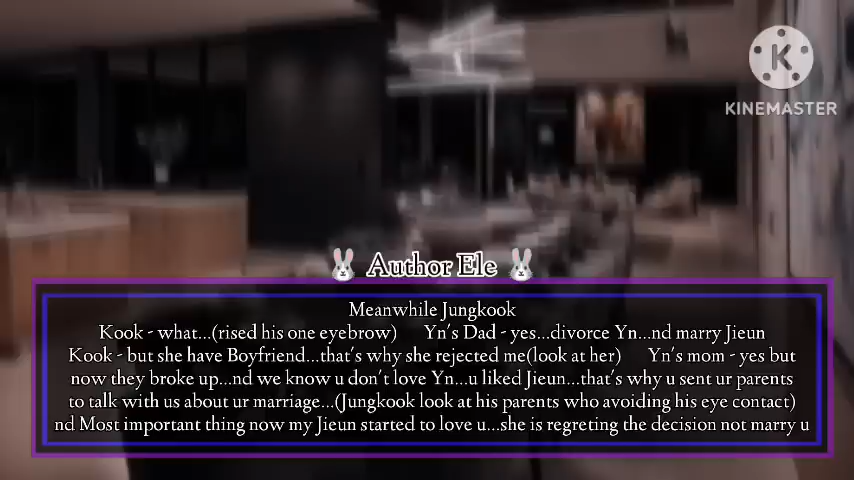 KINEMASTER
Author Ele
Meanwhile Jungkook
Kook - what...(rised his one eyebrow) Yn's Dad - yes...divorce Yn...nd marry Jieun
Kook - but she have Boyfriend...that's why she rejected me(look at her) Yn's mom - yes but
now they broke up...nd we know u don't love Yn...u liked Jieun...that's why u sent ur parents
to talk with us about ur marriage...(Jungkook look at his parents who avoiding his eye contact)
nd Most important thing now my Jieun started to love u...she is regreting the decision not marry u